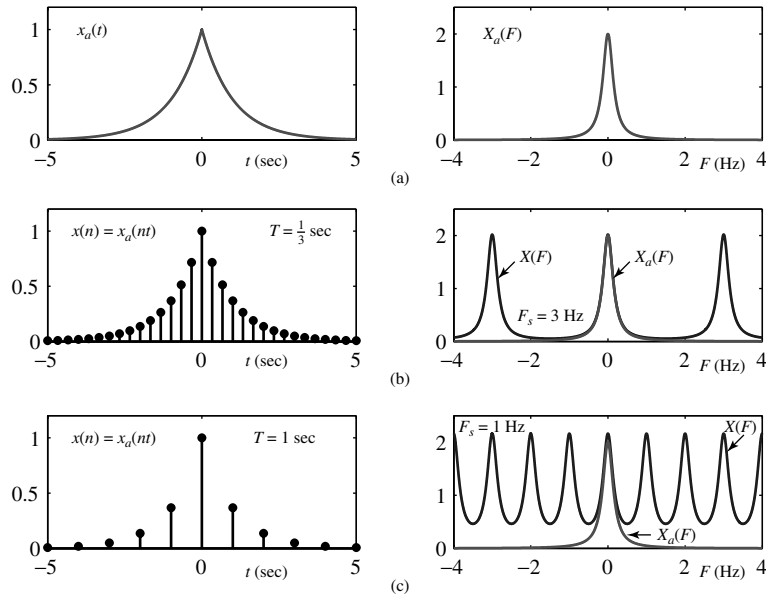 x_a(t)
1
0.5
0
−5 0 t (sec) 5
X_a(F)
2
1
0
−4 −2 0 2 F (Hz) 4
(a)
x(n) = x_a(nt) T = 1/3 sec
1
0.5
0
−5 0 t (sec) 5
X(F) X_a(F)
F_s = 3 Hz
2
1
0
−4 −2 0 2 F (Hz) 4
(b)
x(n) = x_a(nt) T = 1 sec
1
0.5
0
−5 0 t (sec) 5
F_s = 1 Hz X(F)
X_a(F)
2
1
0
−4 −2 0 2 F (Hz) 4
(c)